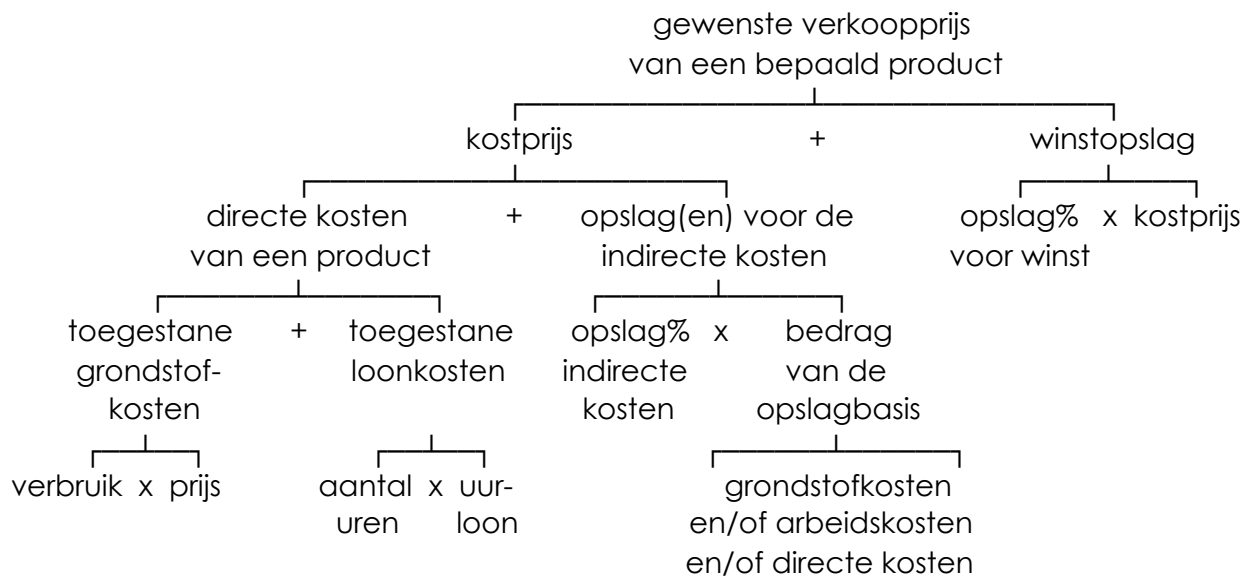 gewenste verkoopprijs
van een bepaald product
kostprijs + winstopslag
directe kosten + opslag(en) voor de opslag% x kostprijs
van een product indirecte kosten voor winst
toegestane + toegestane opslag% x bedrag
grondstof- loonkosten indirecte van de
kosten kosten opslagbasis
verbruik x prijs aantal x uur- grondstofkosten
uren loon en/of arbeidskosten
en/of directe kosten